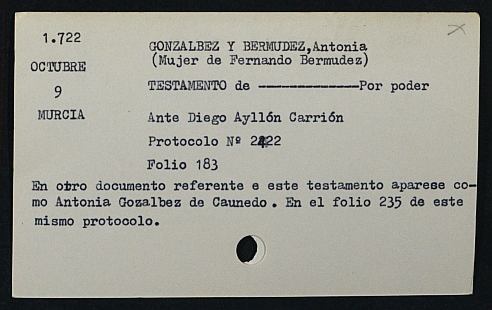 1.722
OCTUBRE
9
MURCIA
GONZALBEZ Y BERMUDEZ,Antonia
(Mujer de Fernando Bermudez)
TESTAMENTO de --------------Por poder
Ante Diego Ayllón Carrión
Protocolo Nº 2422
Folio 183
En otro documento referente e este testamento aparese co-
mo Antonia Gozalbez de Caunedo . En el folio 235 de este
mismo protocolo.